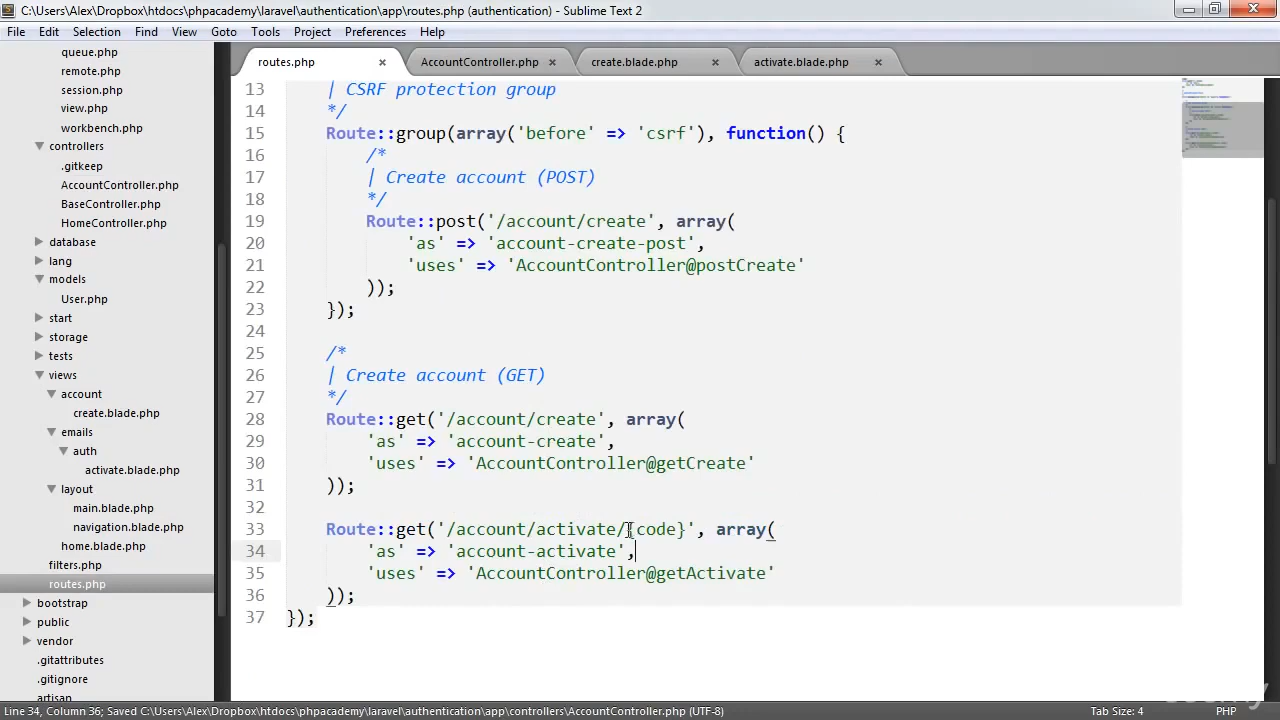 C:\Users\Alex\Dropbox\htdocs\phpacademy\laravel\authentication\app\routes.php (authentication) - Sublime Text 2
File Edit Selection Find View Goto Tools Project Preferences Help
queue.php
remote.php
session.php
view.php
workbench.php
controllers
.gitkeep
AccountController.php
BaseController.php
HomeController.php
database
lang
models
User.php
start
storage
tests
views
account
create.blade.php
emails
auth
activate.blade.php
layout
main.blade.php
navigation.blade.php
home.blade.php
filters.php
routes.php
bootstrap
public
vendor
.gitattributes
.gitignore
artisan
routes.php × AccountController.php × create.blade.php × activate.blade.php ×
13 | CSRF protection group
14 */
15 Route::group(array('before' => 'csrf'), function() {
16 /*
17 | Create account (POST)
18 */
19 Route::post('/account/create', array(
20 'as' => 'account-create-post',
21 'uses' => 'AccountController@postCreate'
22 ));
23 });
24
25 /*
26 | Create account (GET)
27 */
28 Route::get('/account/create', array(
29 'as' => 'account-create',
30 'uses' => 'AccountController@getCreate'
31 ));
32
33 Route::get('/account/activate/{code}', array(
34 'as' => 'account-activate',
35 'uses' => 'AccountController@getActivate'
36 ));
37 });
Line 34, Column 36; Saved C:\Users\Alex\Dropbox\htdocs\phpacademy\laravel\authentication\app\controllers\AccountController.php (UTF-8) Tab Size: 4 PHP